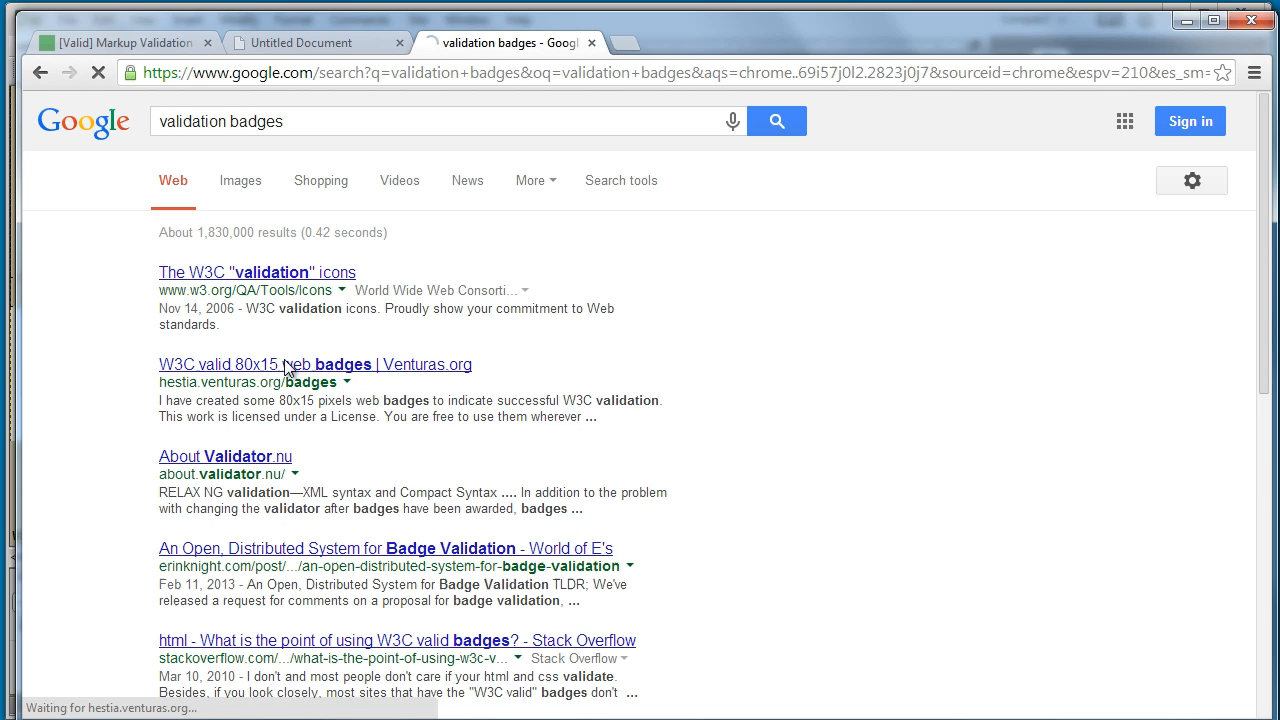 [Valid] Markup Validation
Untitled Document
validation badges - Googl
https://www.google.com/search?q=validation+badges&oq=validation+badges&aqs=chrome..69i57j0l2.2823j0j7&sourceid=chrome&espv=210&es_sm=
Google
validation badges
Sign in
Web
Images
Shopping
Videos
News
More
Search tools
About 1,830,000 results (0.42 seconds)
The W3C "validation" icons
www.w3.org/QA/Tools/Icons World Wide Web Consorti...
Nov 14, 2006 - W3C validation icons. Proudly show your commitment to Web
standards.
W3C valid 80x15 web badges | Venturas.org
hestia.venturas.org/badges
I have created some 80x15 pixels web badges to indicate successful W3C validation.
This work is licensed under a License. You are free to use them wherever ...
About Validator.nu
about.validator.nu/
RELAX NG validation—XML syntax and Compact Syntax .... In addition to the problem
with changing the validator after badges have been awarded, badges ...
An Open, Distributed System for Badge Validation - World of E's
erinknight.com/post/.../an-open-distributed-system-for-badge-validation
Feb 11, 2013 - An Open, Distributed System for Badge Validation TLDR; We've
released a request for comments on a proposal for badge validation, ...
html - What is the point of using W3C valid badges? - Stack Overflow
stackoverflow.com/.../what-is-the-point-of-using-w3c-v... Stack Overflow
Mar 10, 2010 - I don't and most people don't care if your html and css validate.
Besides, if you look closely, most sites that have the "W3C valid" badges don't ...
Waiting for hestia.venturas.org...